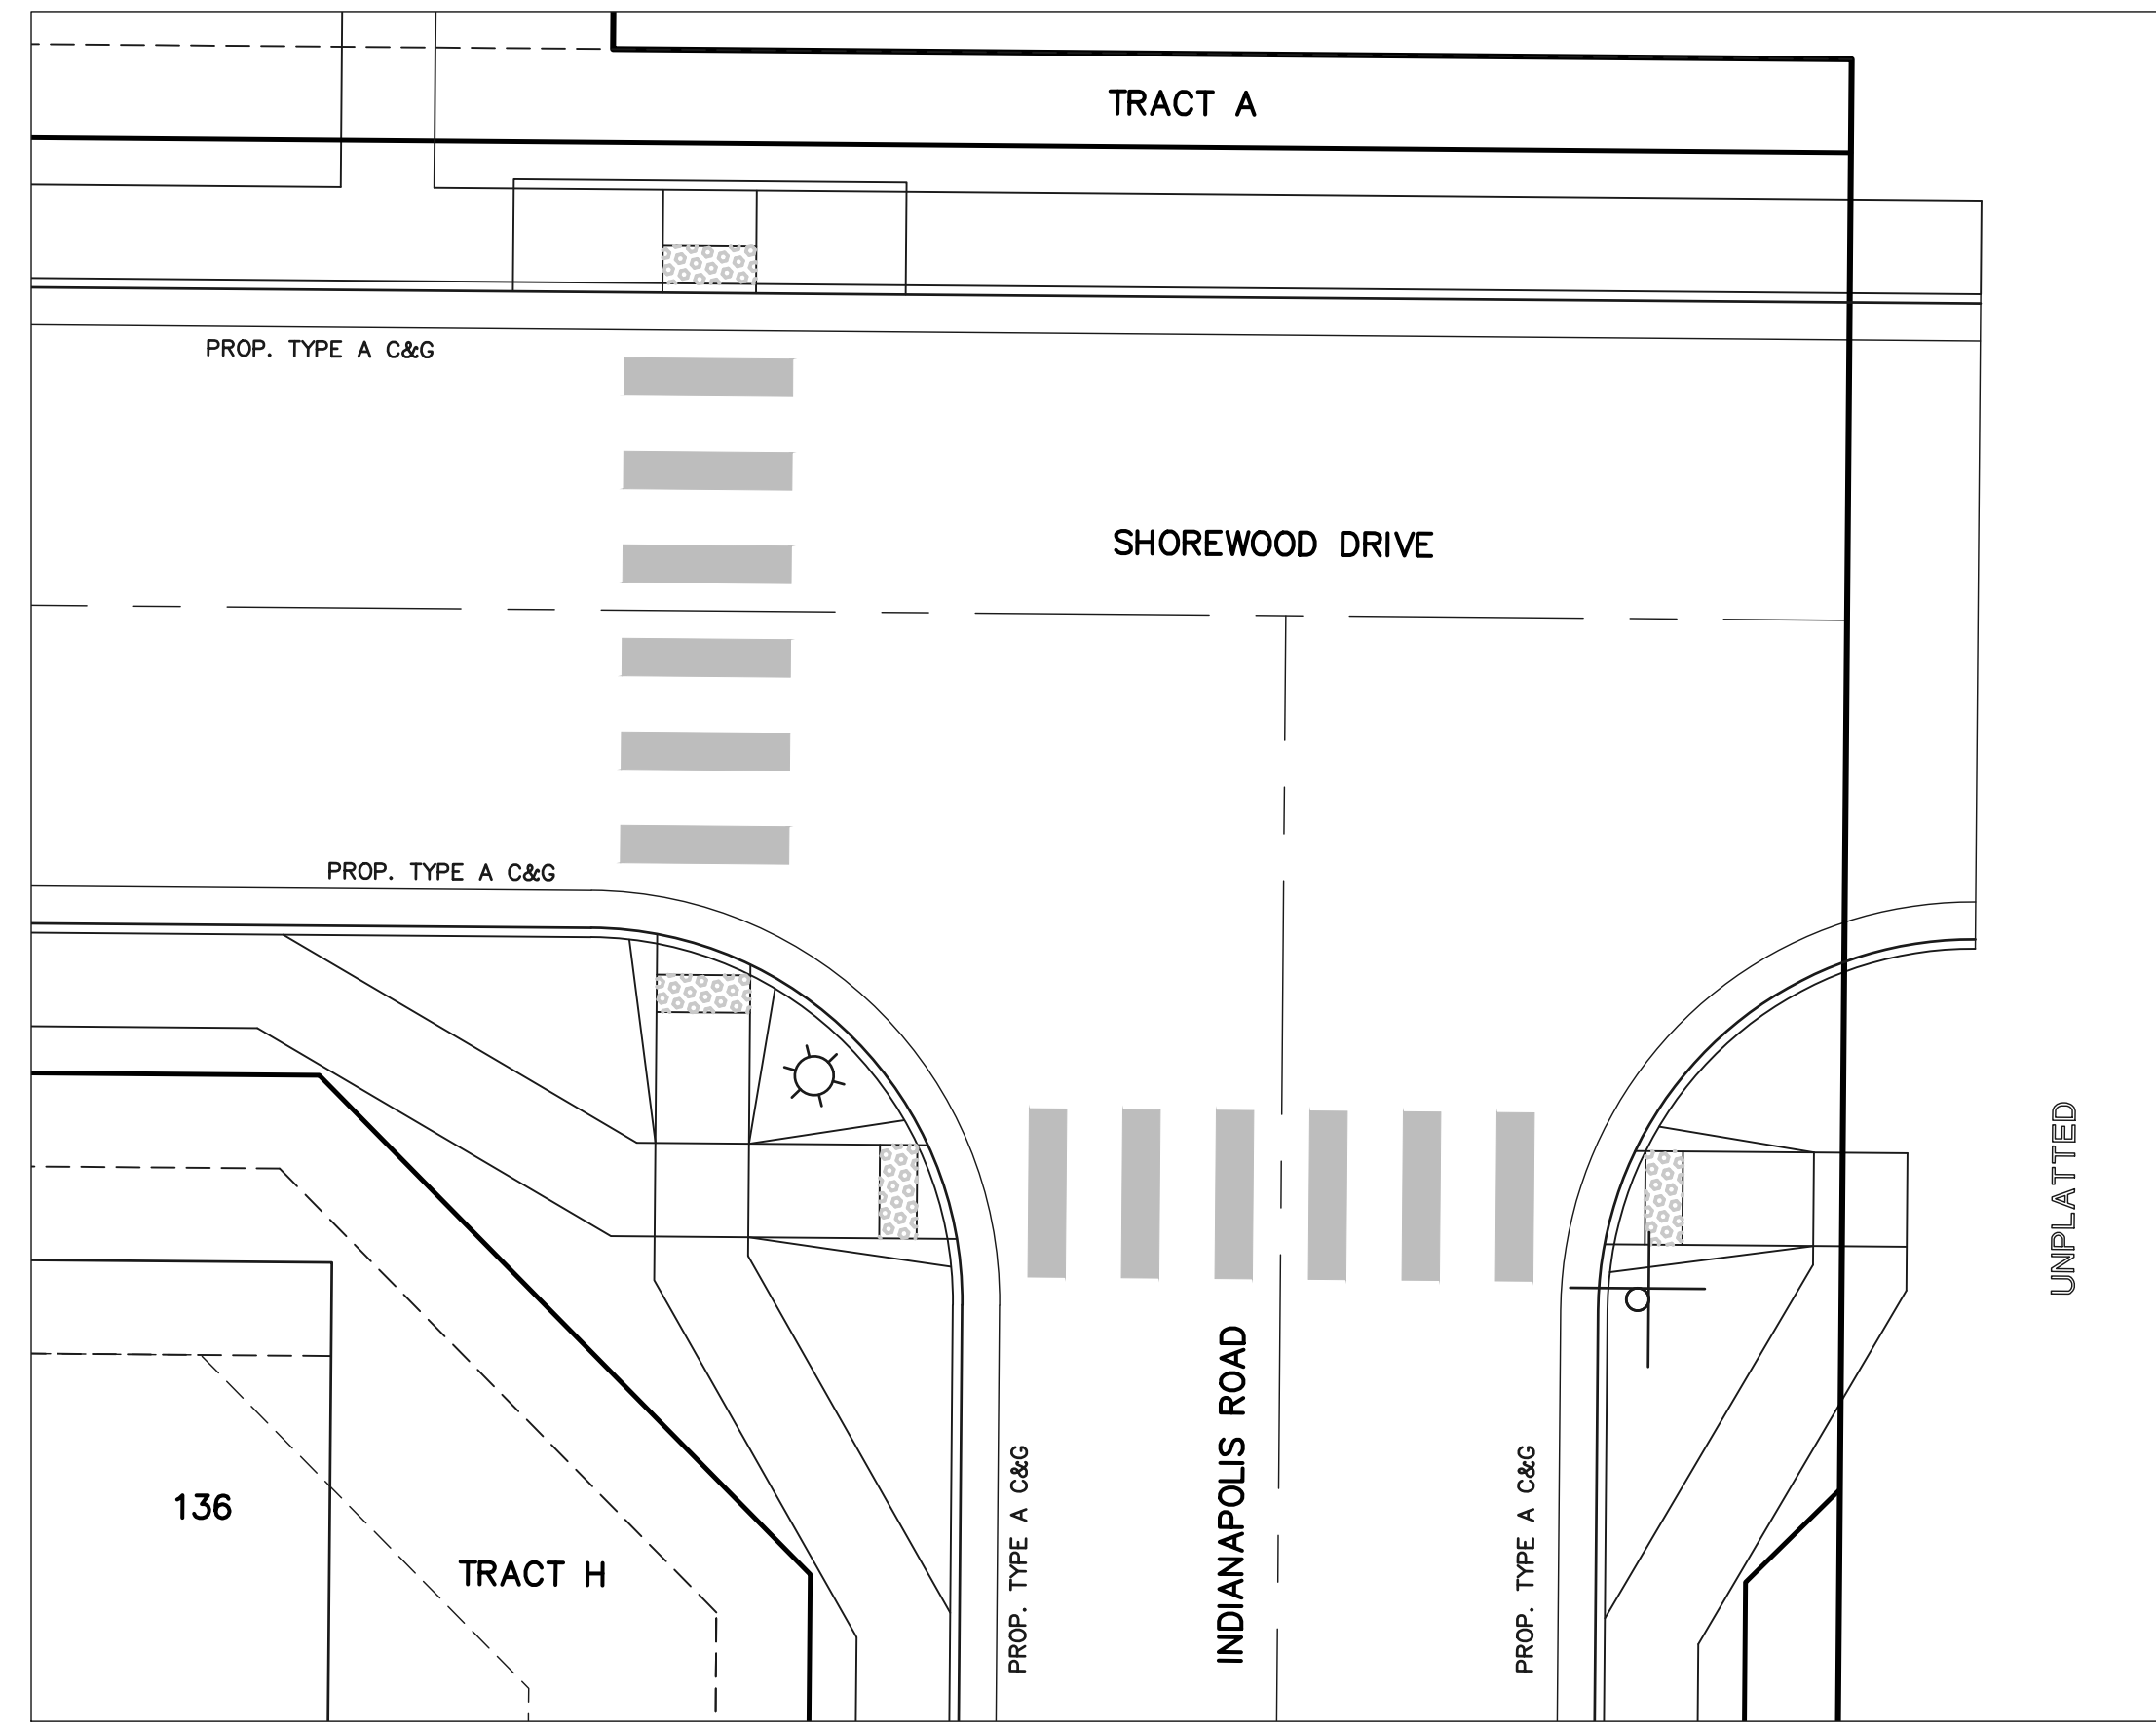 TRACT A
PROP. TYPE A C&G
SHOREWOOD DRIVE
PROP. TYPE A C&G
UNPLATTED
INDIANAPOLIS ROAD
PROP. TYPE A C&G
PROP. TYPE A C&G
136
TRACT H